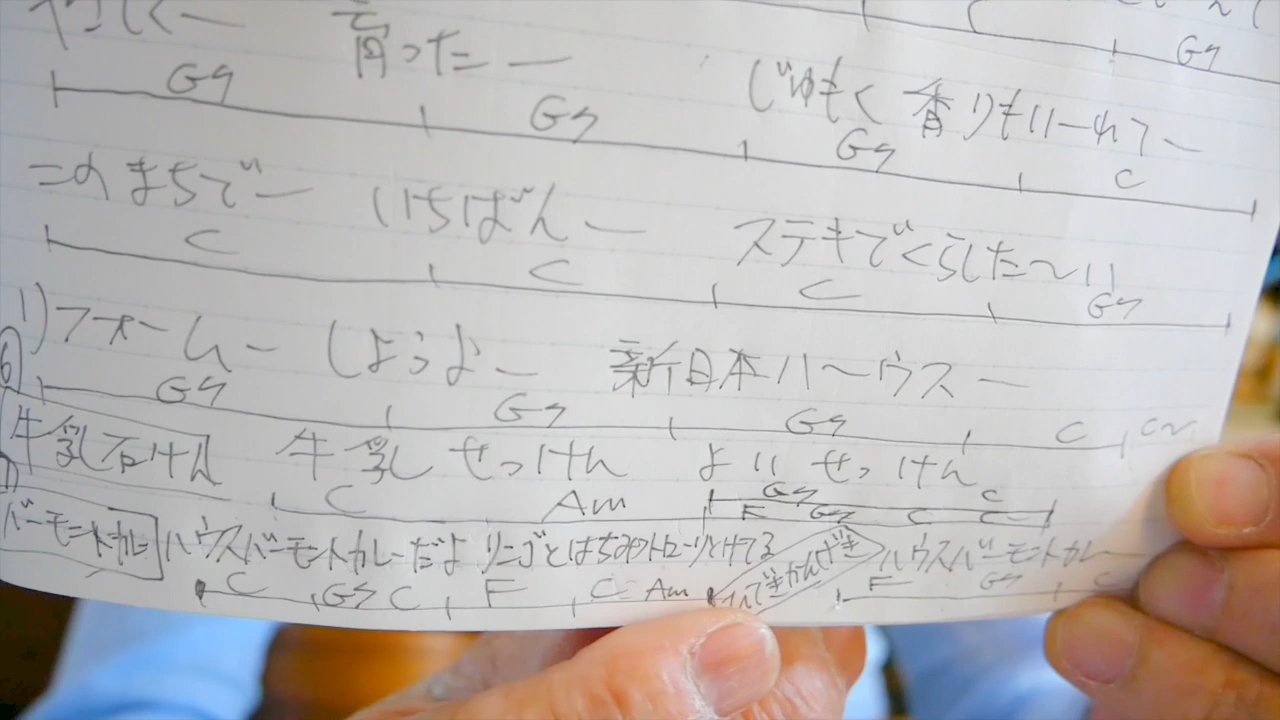 G7
育ったー
G7 G7
じゅもく 香りもいーれてー
G7 C
このまちでー いちばんー ステキでくらしたーい
C C C G7
1) フォームー しようよー 新日本ハーウスー
⑥ G7 G7 G7 C C〜
牛乳石けん 牛乳 せっけん よい せっけん
C Am G7 C
F G7 C C
バーモントカレー ハウスバーモントカレーだよ リンゴとはちみつトローリとけてる ハウスバーモントカレー
C G7 C F C Am F G7 C